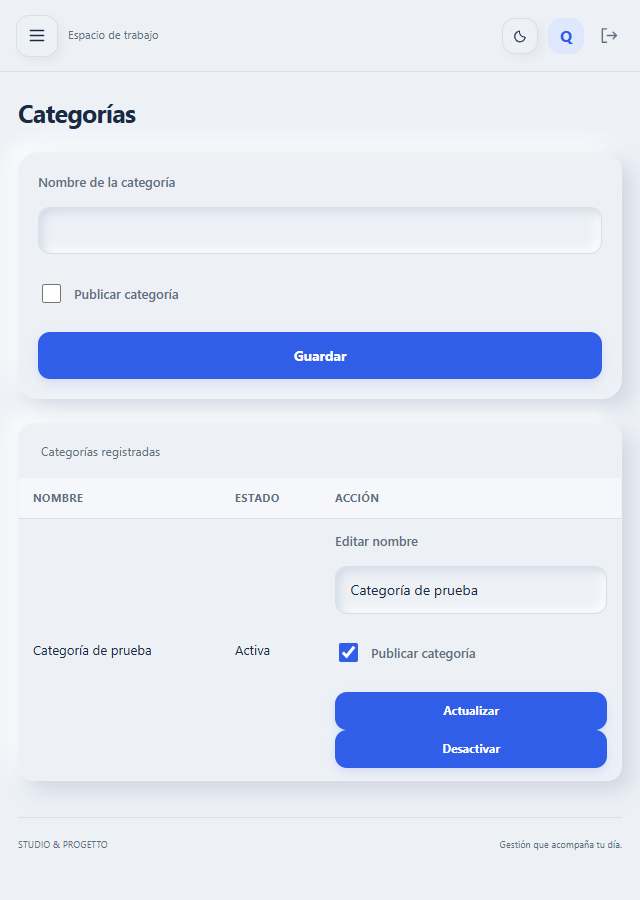 Espacio de trabajo
Q
Categorías
Nombre de la categoría
Publicar categoría
Guardar
Categorías registradas
NOMBRE ESTADO ACCIÓN
Editar nombre
Categoría de prueba
Categoría de prueba Activa
Publicar categoría
Actualizar
Desactivar
STUDIO & PROGETTO Gestión que acompaña tu día.